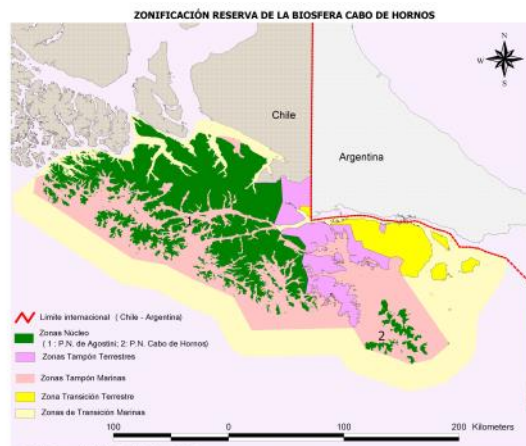 ZONIFICACIÓN RESERVA DE LA BIOSFERA CABO DE HORNOS
N
W
E
S
Chile
Argentina
1
2
Limite internacional ( Chile - Argentina)
Zonas Núcleo
( 1 : P.N. de Agostini; 2: P.N. Cabo de Hornos)
Zonas Tampón Terrestres
Zonas Tampón Marinas
Zona Transición Terrestre
Zonas de Transición Marinas
100 0 100 200 Kilometers